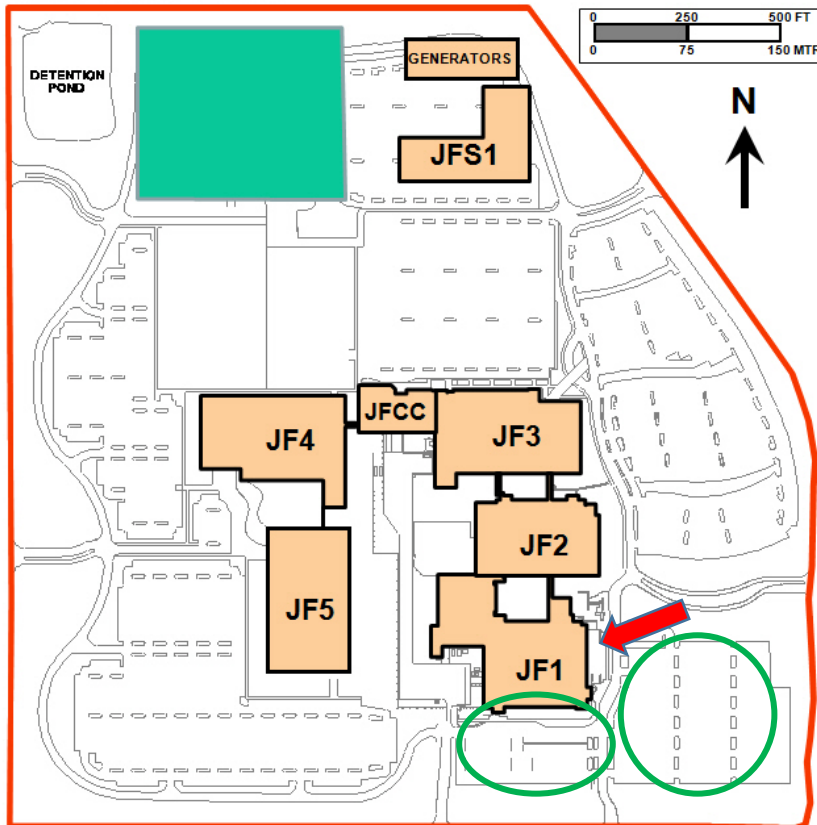 0 250 500 FT
0 75 150 MTR
DETENTION
POND
GENERATORS
JFS1
N
JFCC
JF4
JF3
JF2
JF5
JF1